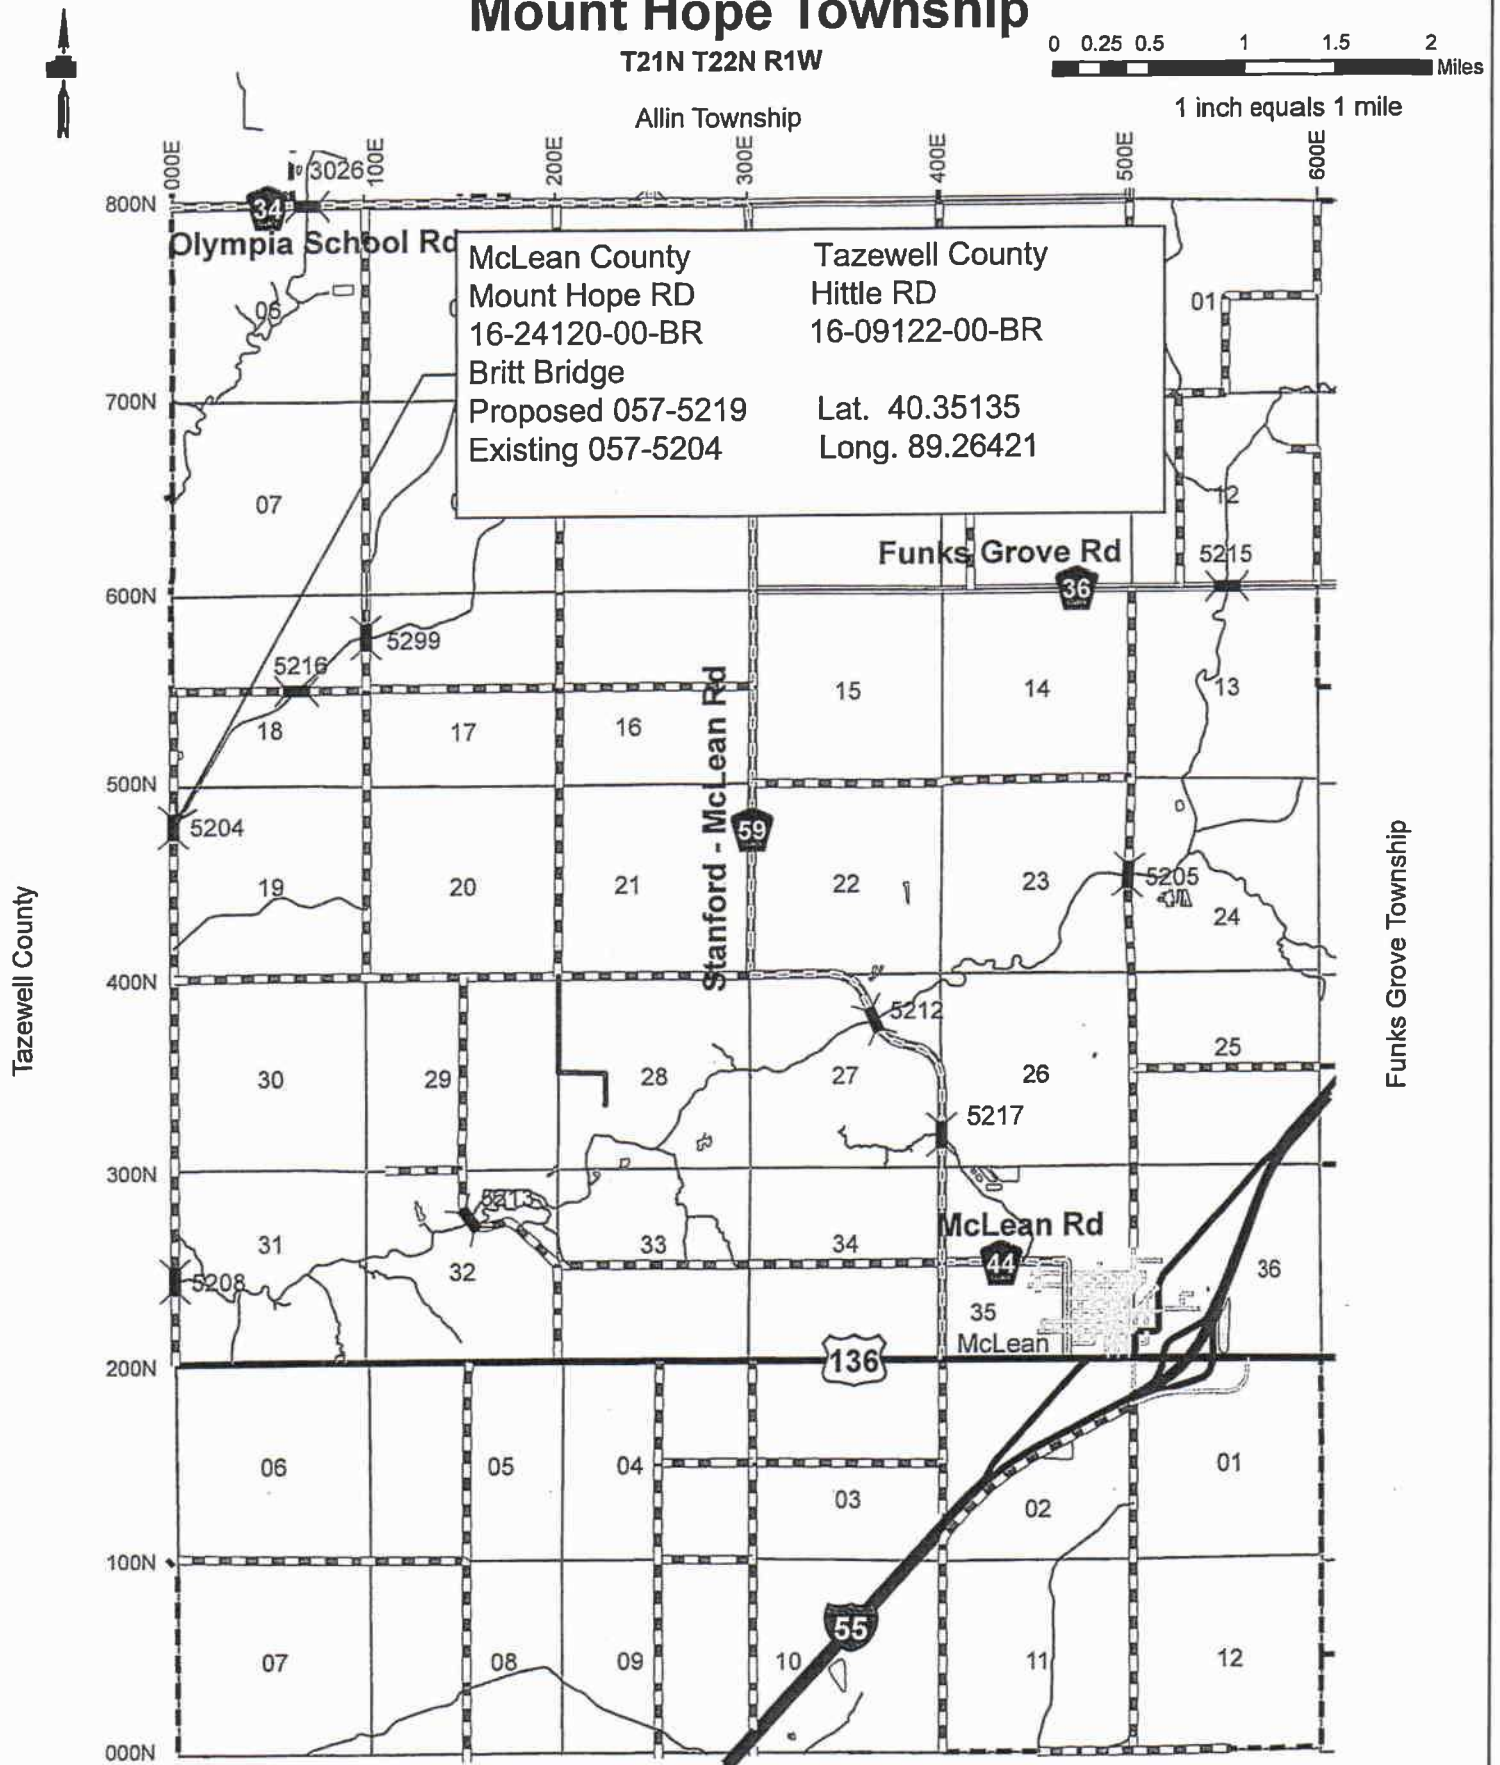 Mount Hope Township
T21N T22N R1W
0 0.25 0.5 1 1.5 2
Miles
1 inch equals 1 mile
Allin Township
000E 100E 200E 300E 400E 500E 600E
3026
800N
34
Olympia School Rd
McLean County Tazewell County
Mount Hope RD Hittle RD
16-24120-00-BR 16-09122-00-BR
Britt Bridge
Proposed 057-5219 Lat. 40.35135
Existing 057-5204 Long. 89.26421
06 01
700N
07 12
Funks Grove Rd 5215
600N 36
5299
5216
18 17 16 15 14 13
Stanford - McLean Rd
500N
5204 59
19 20 21 22 23 5205
24
Tazewell County
Funks Grove Township
400N
5212
30 29 28 27 26 25
5217
300N
5213
McLean Rd
31 32 33 34 44 36
5208
35
McLean
200N 136
06 05 04 03 02 01
100N
55
07 08 09 10 11 12
000N